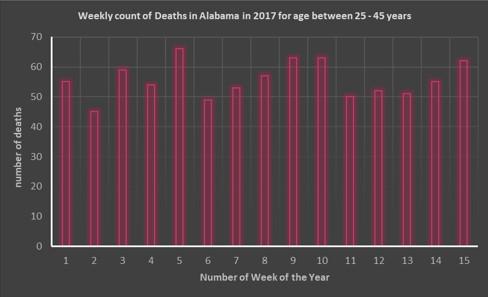 Weekly count of Deaths in Alabama in 2017 for age between 25 - 45 years
70
60
50
40
30
20
10
0
number of deaths
1 2 3 4 5 6 7 8 9 10 11 12 13 14 15
Number of Week of the Year